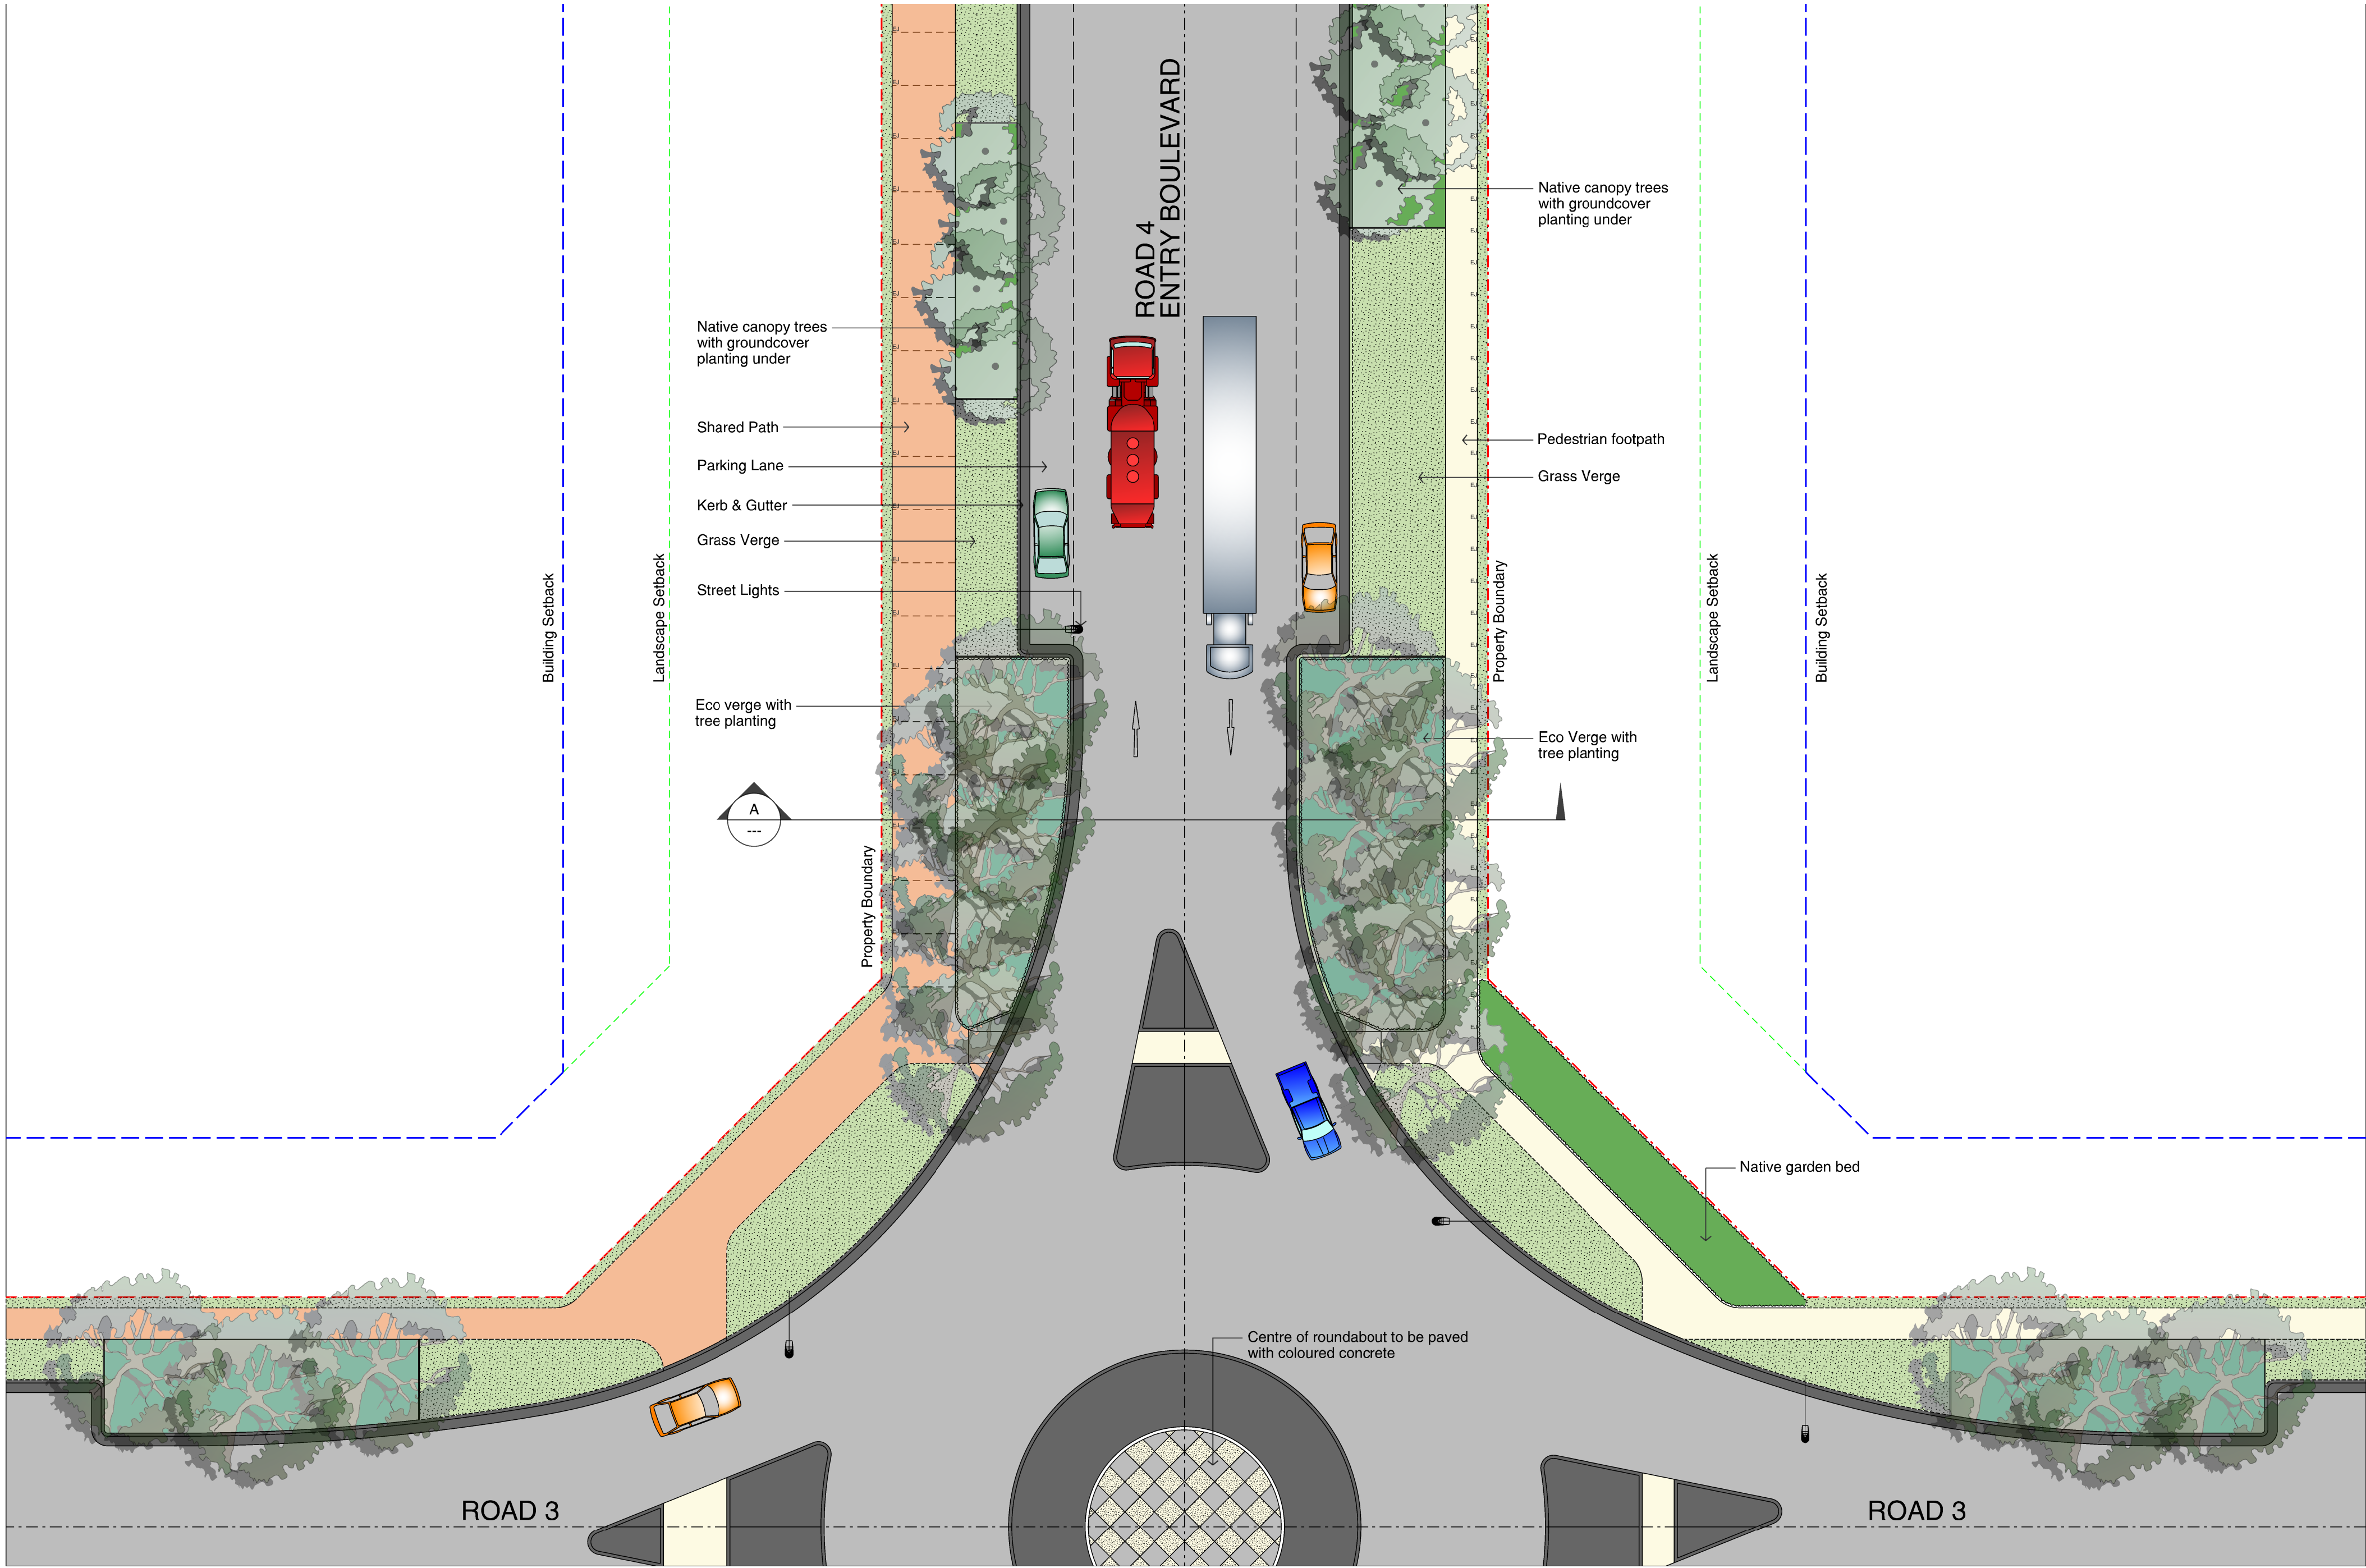 ROAD 4
ENTRY BOULEVARD
Native canopy trees
with groundcover
planting under
Native canopy trees
with groundcover
planting under
Shared Path
Parking Lane
Kerb & Gutter
Grass Verge
Street Lights
Pedestrian footpath
Grass Verge
Building Setback
Landscape Setback
Property Boundary
Landscape Setback
Building Setback
Eco verge with
tree planting
Eco Verge with
tree planting
A
---
Property Boundary
Native garden bed
Centre of roundabout to be paved
with coloured concrete
ROAD 3
ROAD 3